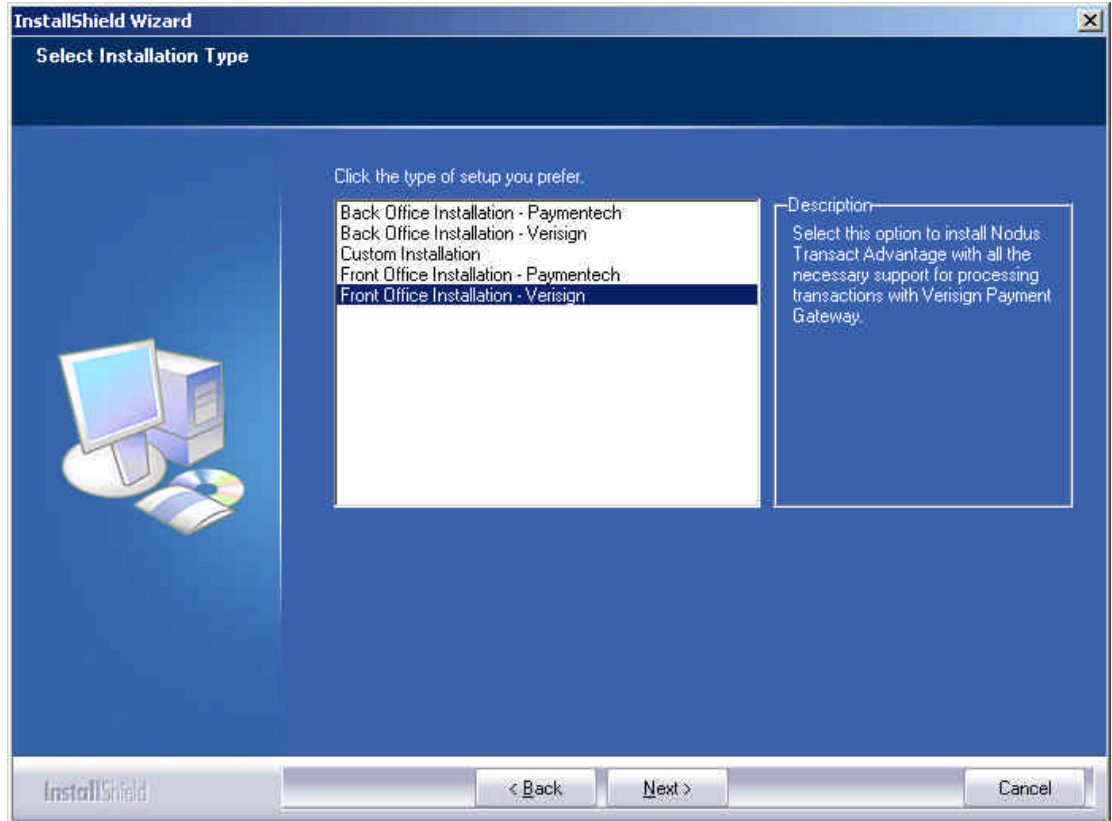 InstallShield Wizard
Select Installation Type
Click the type of setup you prefer.
Back Office Installation - Paymentech
Back Office Installation - Verisign
Custom Installation
Front Office Installation - Paymentech
Front Office Installation - Verisign
Description
Select this option to install Nodus
Transact Advantage with all the
necessary support for processing
transactions with Verisign Payment
Gateway.
InstallShield
< Back
Next >
Cancel